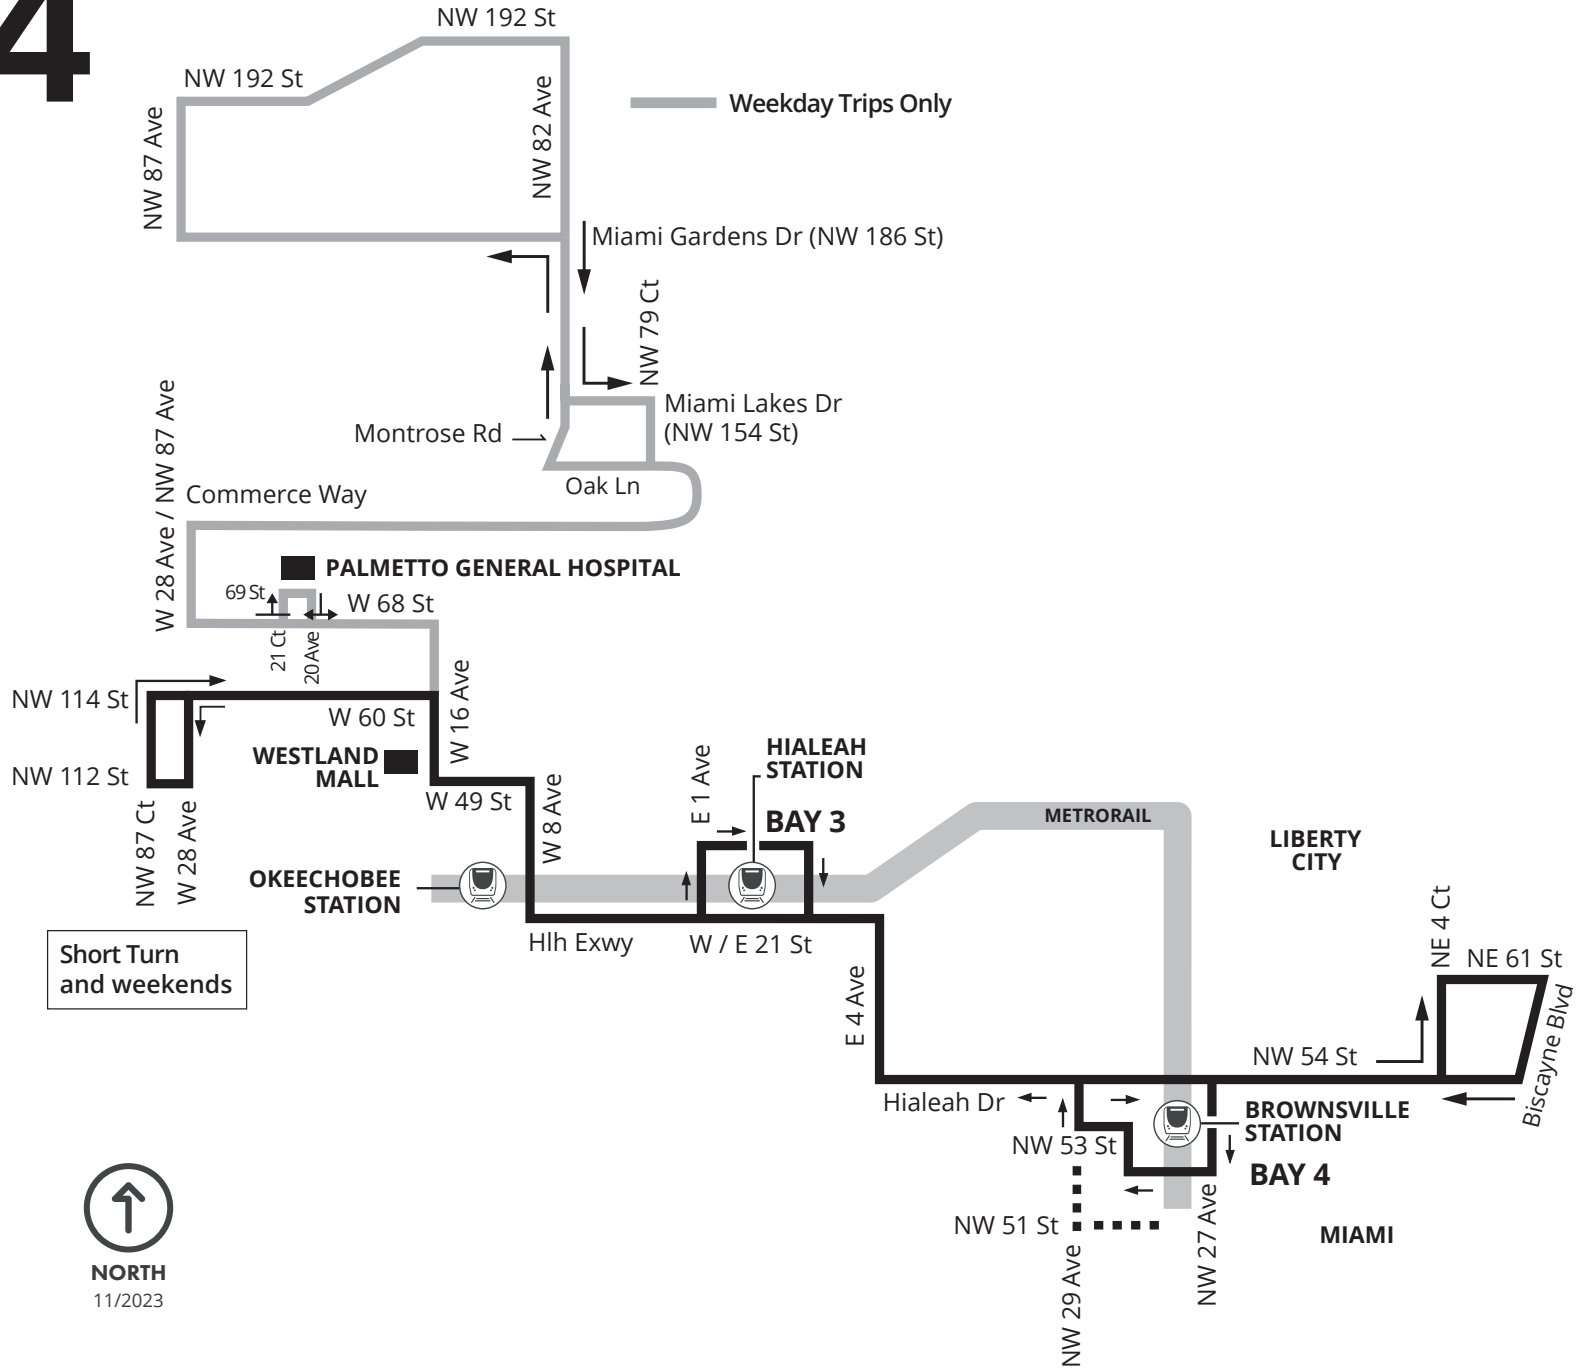 4
NW 192 St
NW 192 St
NW 87 Ave
NW 82 Ave
Weekday Trips Only
Miami Gardens Dr (NW 186 St)
NW 79 Ct
Miami Lakes Dr
(NW 154 St)
Montrose Rd
Oak Ln
W 28 Ave / NW 87 Ave
Commerce Way
PALMETTO GENERAL HOSPITAL
69 St
W 68 St
21 Ct
20 Ave
NW 114 St
W 60 St
W 16 Ave
WESTLAND
MALL
NW 112 St
W 49 St
NW 87 Ct
W 28 Ave
W 8 Ave
E 1 Ave
HIALEAH
STATION
BAY 3
METRORAIL
LIBERTY
CITY
OKEECHOBEE
STATION
Short Turn
and weekends
Hlh Exwy
W / E 21 St
E 4 Ave
NE 4 Ct
NE 61 St
Biscayne Blvd
NW 54 St
Hialeah Dr
BROWNSVILLE
STATION
NW 53 St
BAY 4
NW 51 St
NW 29 Ave
NW 27 Ave
MIAMI
NORTH
11/2023